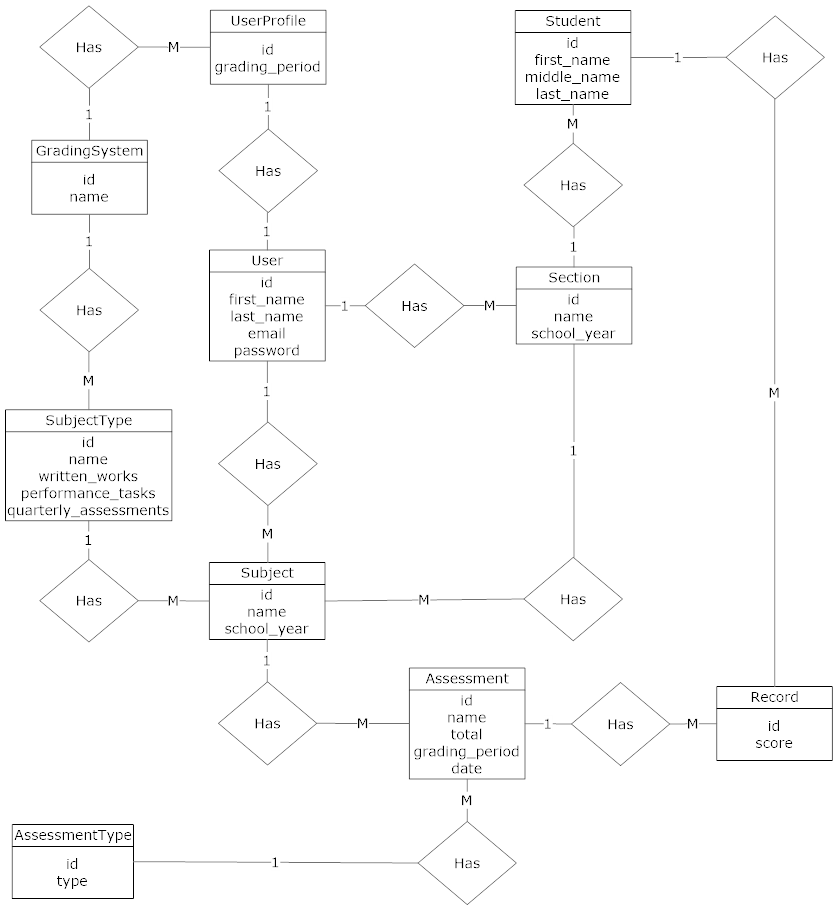 UserProfile
id
grading_period
Student
id
first_name
middle_name
last_name
Has
M
1
Has
1
1
M
GradingSystem
id
name
Has
Has
M
1
1
1
User
id
first_name
last_name
email
password
Section
id
name
school_year
Has
1
Has
M
M
1
M
SubjectType
id
name
written_works
performance_tasks
quarterly_assessments
1
Has
M
1
Subject
id
name
school_year
Has
M
M
Has
1
Assessment
id
name
total
grading_period
date
Record
id
score
Has
M
1
Has
M
M
AssessmentType
id
type
1
Has